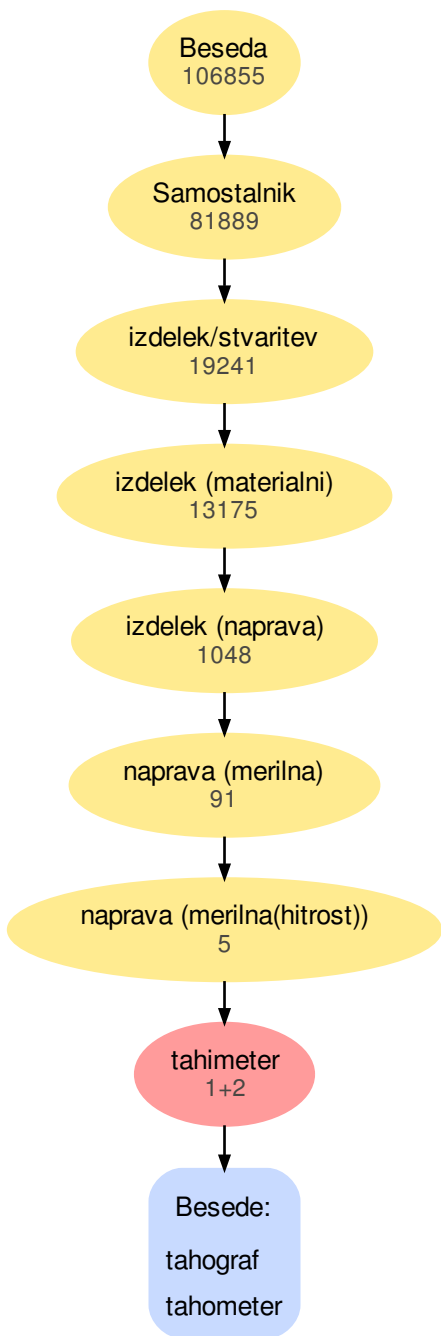 Beseda
106855
Samostalnik
81889
izdelek/stvaritev
19241
izdelek (materialni)
13175
izdelek (naprava)
1048
naprava (merilna)
91
naprava (merilna(hitrost))
5
tahimeter
1+2
Besede:
tahograf
tahometer